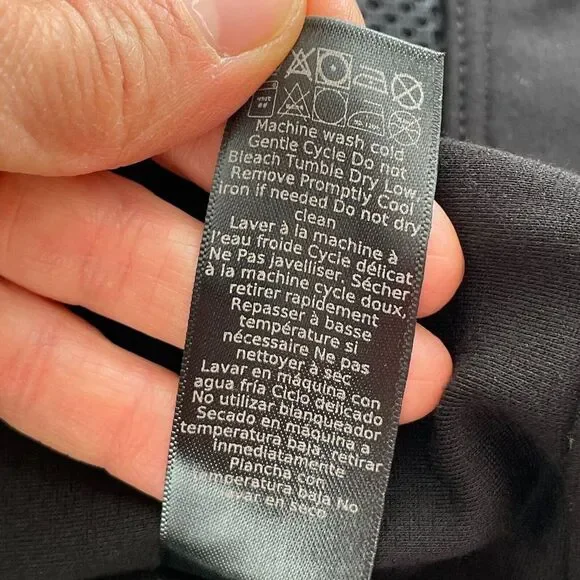 Machine wash cold
Gentle Cycle Do not
Bleach Tumble Dry Low
Remove Promptly Cool
iron if needed Do not dry
clean
Laver à la machine à
l'eau froide Cycle délicat
Ne Pas javelliser. Sécher
à la machine cycle doux,
retirer rapidement
Repasser à basse
température si
nécessaire Ne pas
nettoyer à sec
Lavar en máquina con
agua fría Ciclo delicado
No utilizar blanqueador
Secado en máquina a
temperatura baja, retirar
inmediatamente
Plancha con
temperatura baja No
lavar en seco